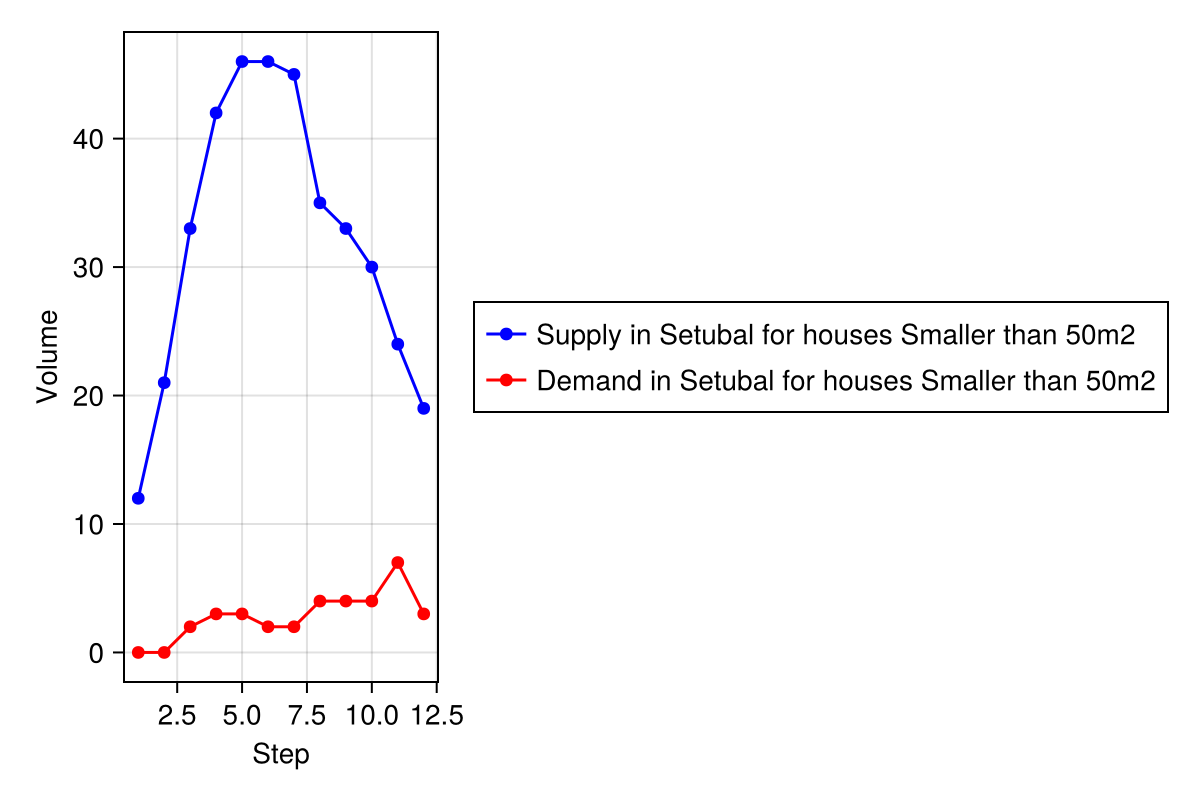 40
30
20
10
0
Volume
2.5 5.0 7.5 10.0 12.5
Step
Supply in Setubal for houses Smaller than 50m2
Demand in Setubal for houses Smaller than 50m2